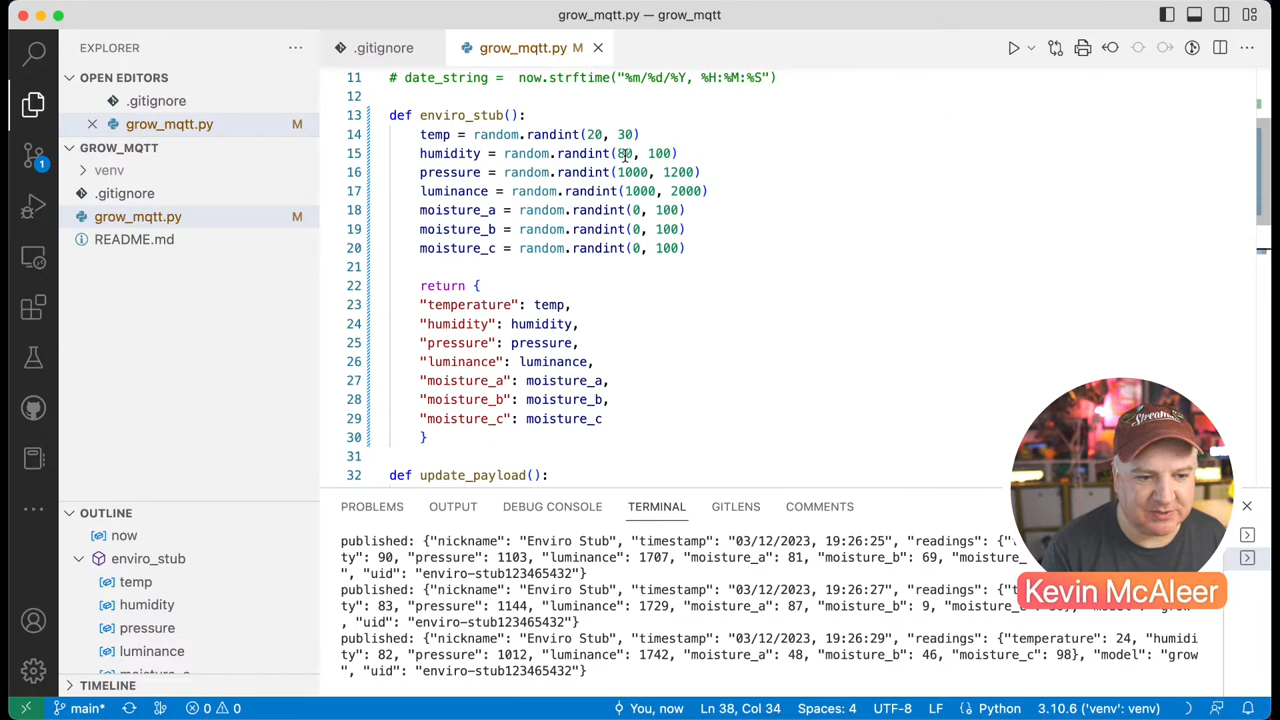 grow_mqtt.py — grow_mqtt
EXPLORER
.gitignore
grow_mqtt.py M
OPEN EDITORS
.gitignore
grow_mqtt.py M
GROW_MQTT
venv
.gitignore
grow_mqtt.py M
README.md
1
OUTLINE
now
enviro_stub
temp
humidity
pressure
luminance
TIMELINE
11 # date_string = now.strftime("%m/%d/%Y, %H:%M:%S")
12
13 def enviro_stub():
14 temp = random.randint(20, 30)
15 humidity = random.randint(80, 100)
16 pressure = random.randint(1000, 1200)
17 luminance = random.randint(1000, 2000)
18 moisture_a = random.randint(0, 100)
19 moisture_b = random.randint(0, 100)
20 moisture_c = random.randint(0, 100)
21
22 return {
23 "temperature": temp,
24 "humidity": humidity,
25 "pressure": pressure,
26 "luminance": luminance,
27 "moisture_a": moisture_a,
28 "moisture_b": moisture_b,
29 "moisture_c": moisture_c
30 }
31
32 def update_payload():
PROBLEMS OUTPUT DEBUG CONSOLE TERMINAL GITLENS COMMENTS
published: {"nickname": "Enviro Stub", "timestamp": "03/12/2023, 19:26:25", "readings": {"
ty": 90, "pressure": 1103, "luminance": 1707, "moisture_a": 81, "moisture_b": 69, "moisture_
", "uid": "enviro-stub123465432"}
published: {"nickname": "Enviro Stub", "timestamp": "03/12/2023, 19:26:27", "readings": {"
ty": 83, "pressure": 1144, "luminance": 1729, "moisture_a": 87, "moisture_b": 9,
", "uid": "enviro-stub123465432"}
published: {"nickname": "Enviro Stub", "timestamp": "03/12/2023, 19:26:29", "readings": {"temperature": 24, "humidi
ty": 82, "pressure": 1012, "luminance": 1742, "moisture_a": 48, "moisture_b": 46, "moisture_c": 98}, "model": "grow
", "uid": "enviro-stub123465432"}
Kevin McAleer
main* 0 0 You, now Ln 38, Col 34 Spaces: 4 UTF-8 LF Python 3.10.6 ('venv': venv)